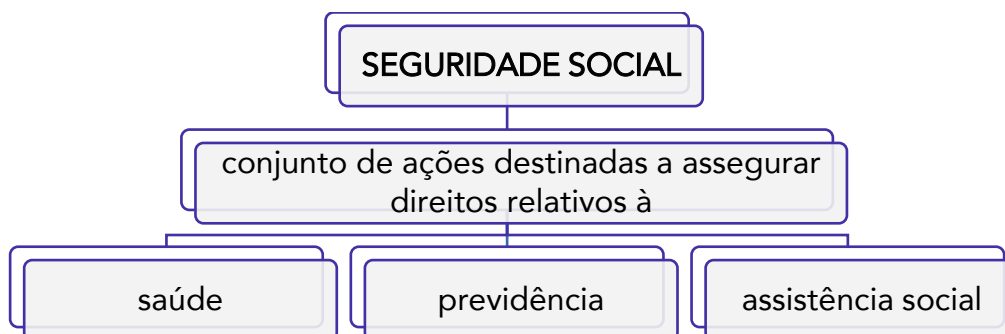 SEGURIDADE SOCIAL
conjunto de ações destinadas a assegurar
direitos relativos à
saúde
previdência
assistência social